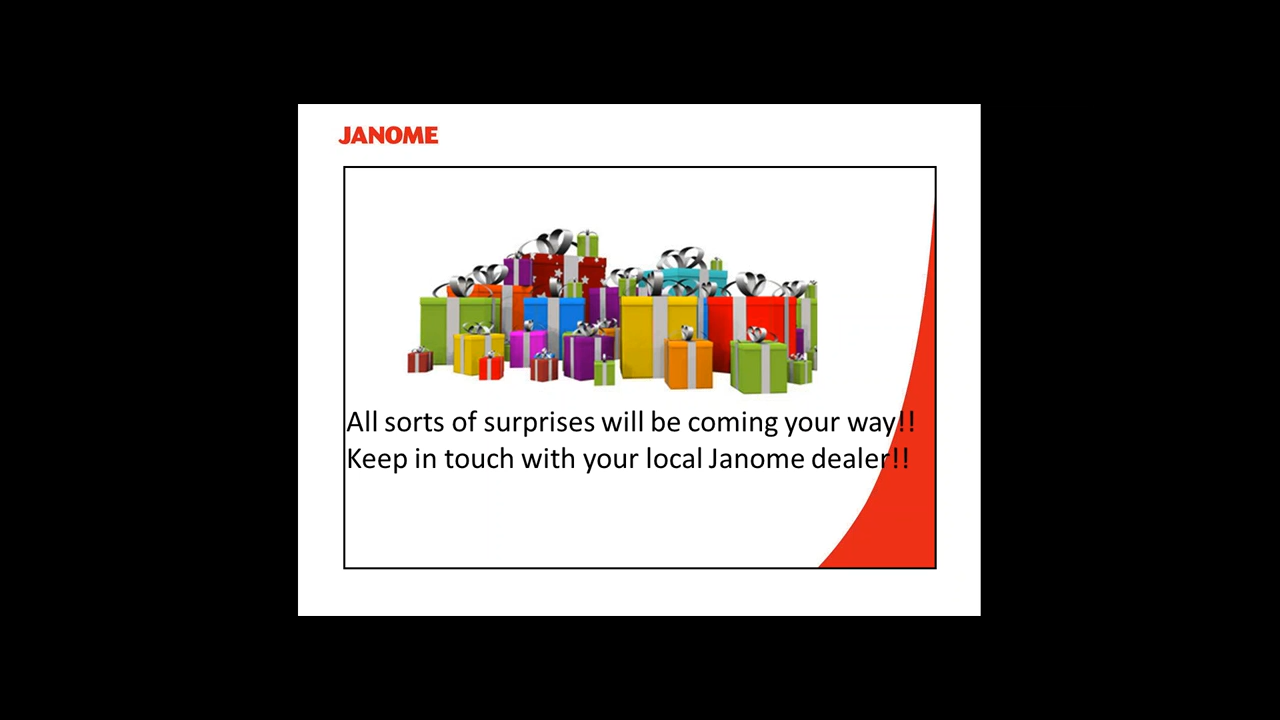 JANOME
All sorts of surprises will be coming your way!!
Keep in touch with your local Janome dealer!!